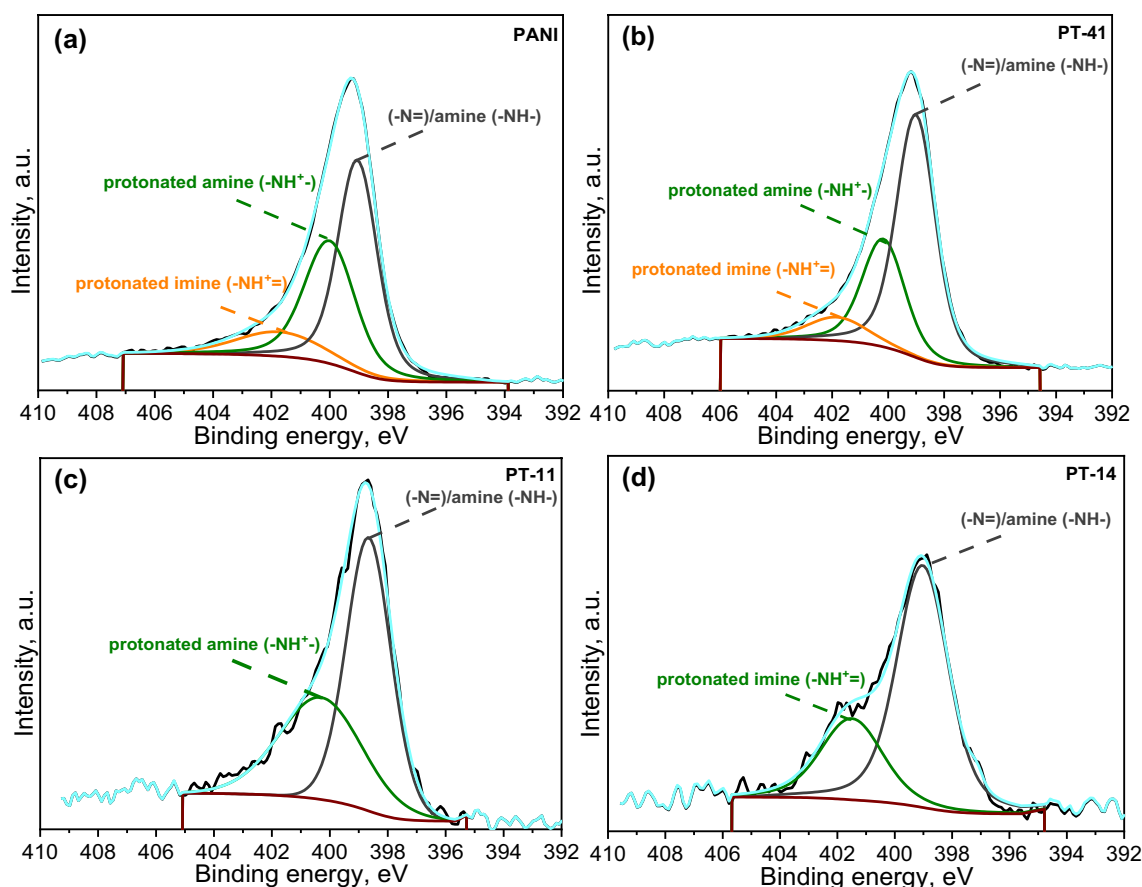 (a)
PANI
(-N=)/amine (-NH-)
protonated amine (-NH⁺-)
protonated imine (-NH⁺=)
Intensity, a.u.
410 408 406 404 402 400 398 396 394 392
Binding energy, eV
(b)
PT-41
(-N=)/amine (-NH-)
protonated amine (-NH⁺-)
protonated imine (-NH⁺=)
Intensity, a.u.
410 408 406 404 402 400 398 396 394 392
Binding energy, eV
(c)
PT-11
(-N=)/amine (-NH-)
protonated amine (-NH⁺-)
Intensity, a.u.
410 408 406 404 402 400 398 396 394 392
Binding energy, eV
(d)
PT-14
(-N=)/amine (-NH-)
protonated imine (-NH⁺=)
Intensity, a.u.
410 408 406 404 402 400 398 396 394 392
Binding energy, eV